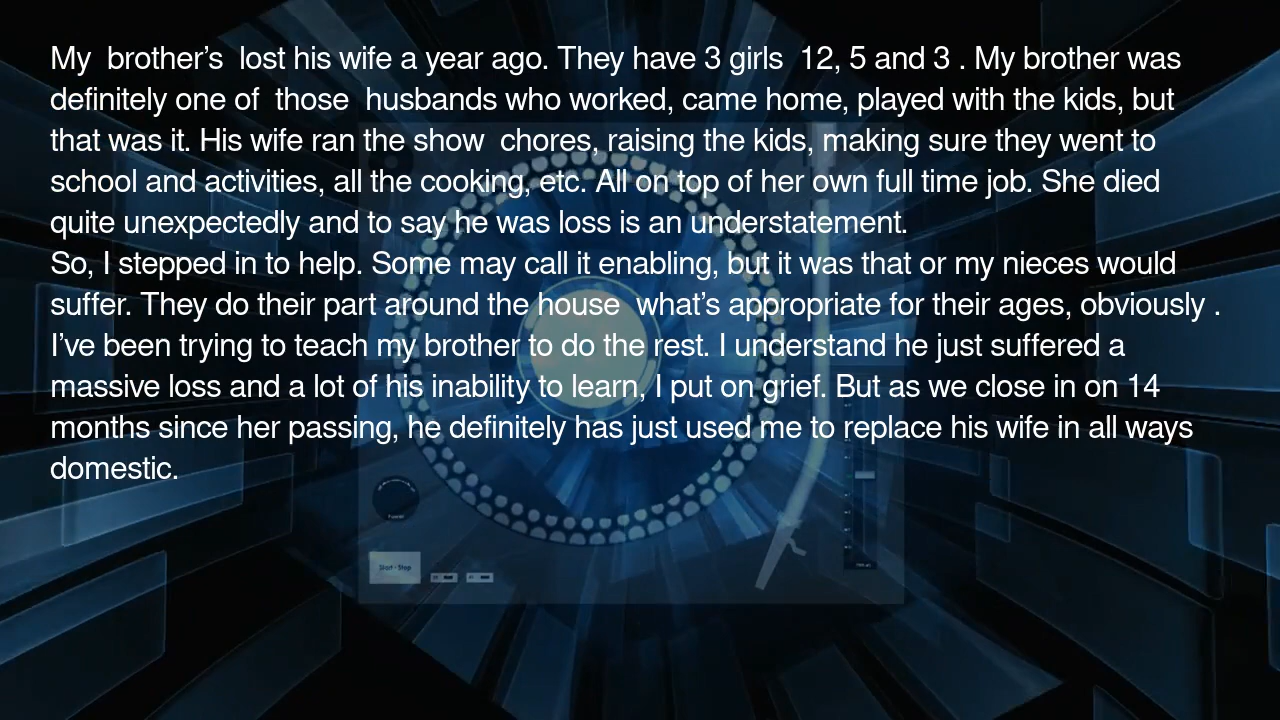 My brother’s lost his wife a year ago. They have 3 girls 12, 5 and 3 . My brother was
definitely one of those husbands who worked, came home, played with the kids, but
that was it. His wife ran the show chores, raising the kids, making sure they went to
school and activities, all the cooking, etc. All on top of her own full time job. She died
quite unexpectedly and to say he was loss is an understatement.
So, I stepped in to help. Some may call it enabling, but it was that or my nieces would
suffer. They do their part around the house what’s appropriate for their ages, obviously .
I’ve been trying to teach my brother to do the rest. I understand he just suffered a
massive loss and a lot of his inability to learn, I put on grief. But as we close in on 14
months since her passing, he definitely has just used me to replace his wife in all ways
domestic.
Start - Stop